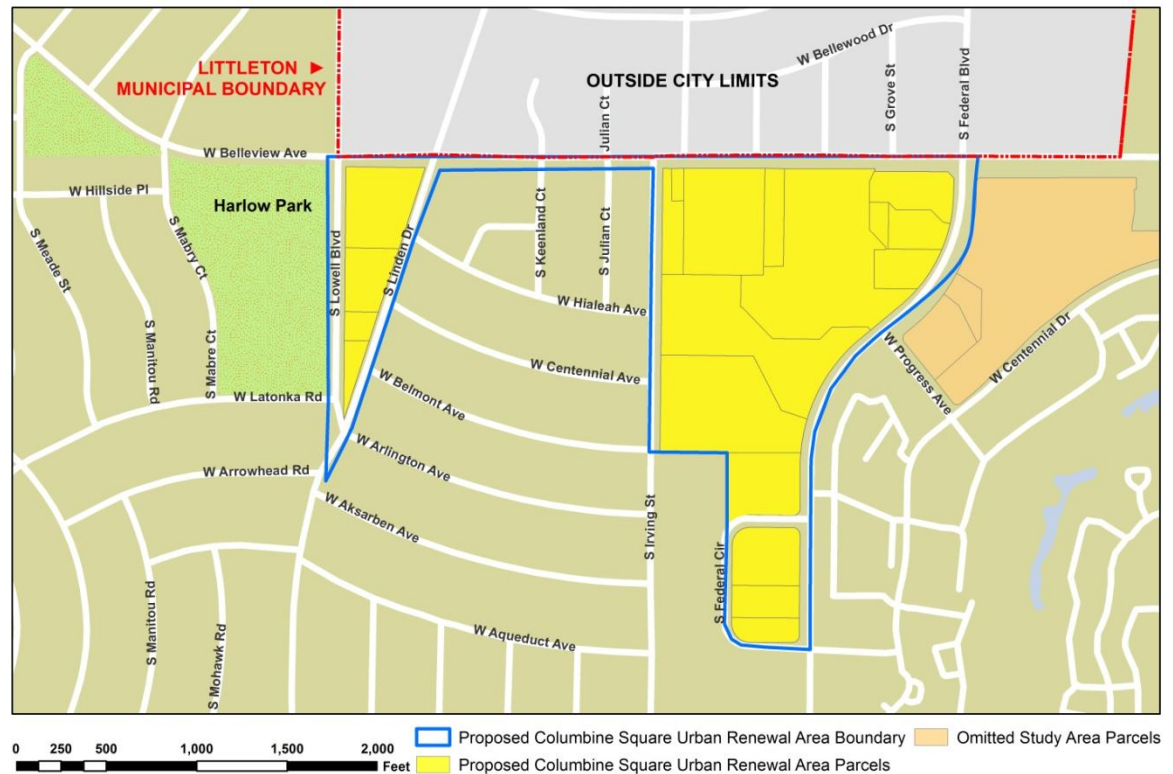 W Bellewood Dr
LITTLETON ►
MUNICIPAL BOUNDARY
OUTSIDE CITY LIMITS
Julian Ct
S Grove St
S Federal Blvd
W Belleview Ave
W Hillside Pl
Harlow Park
S Meade St
S Mabry Ct
S Lowell Blvd
S Linden Dr
S Keenland Ct
S Julian Ct
W Hialeah Ave
S Manitou Rd
S Mabre Ct
W Centennial Ave
W Progress Ave
W Centennial Dr
W Latonka Rd
W Belmont Ave
W Arlington Ave
W Arrowhead Rd
W Aksarben Ave
S Irving St
S Federal Cir
S Manitou Rd
S Mohawk Rd
W Aqueduct Ave
0 250 500 1,000 1,500 2,000
Feet
Proposed Columbine Square Urban Renewal Area Boundary
Omitted Study Area Parcels
Proposed Columbine Square Urban Renewal Area Parcels